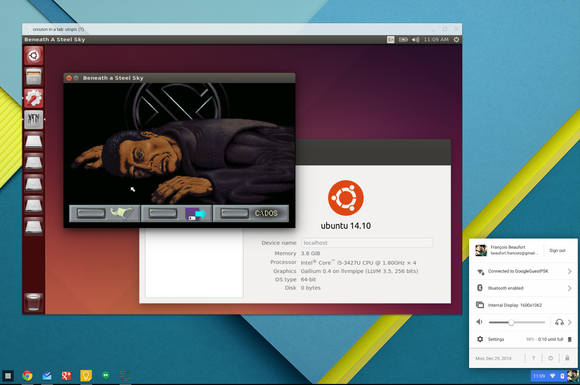 crouton in a tab: utopic (?)
Beneath A Steel Sky
11:09 AM
Beneath a Steel Sky
C:\DOS
ubuntu 14.10
Device name localhost
Memory 3.8 GiB
Processor Intel® Core™ i5-3427U CPU @ 1.80GHz × 4
Graphics Gallium 0.4 on llvmpipe (LLVM 3.5, 256 bits)
OS type 64-bit
Disk 0 bytes
François Beaufort
beaufort.francois@gmail...
Sign out
Connected to GoogleGuestPSK
Bluetooth enabled
Internal Display: 1600x1062
Settings
98% - 0:10 until full
Mon, Dec 29, 2014
?
11:09